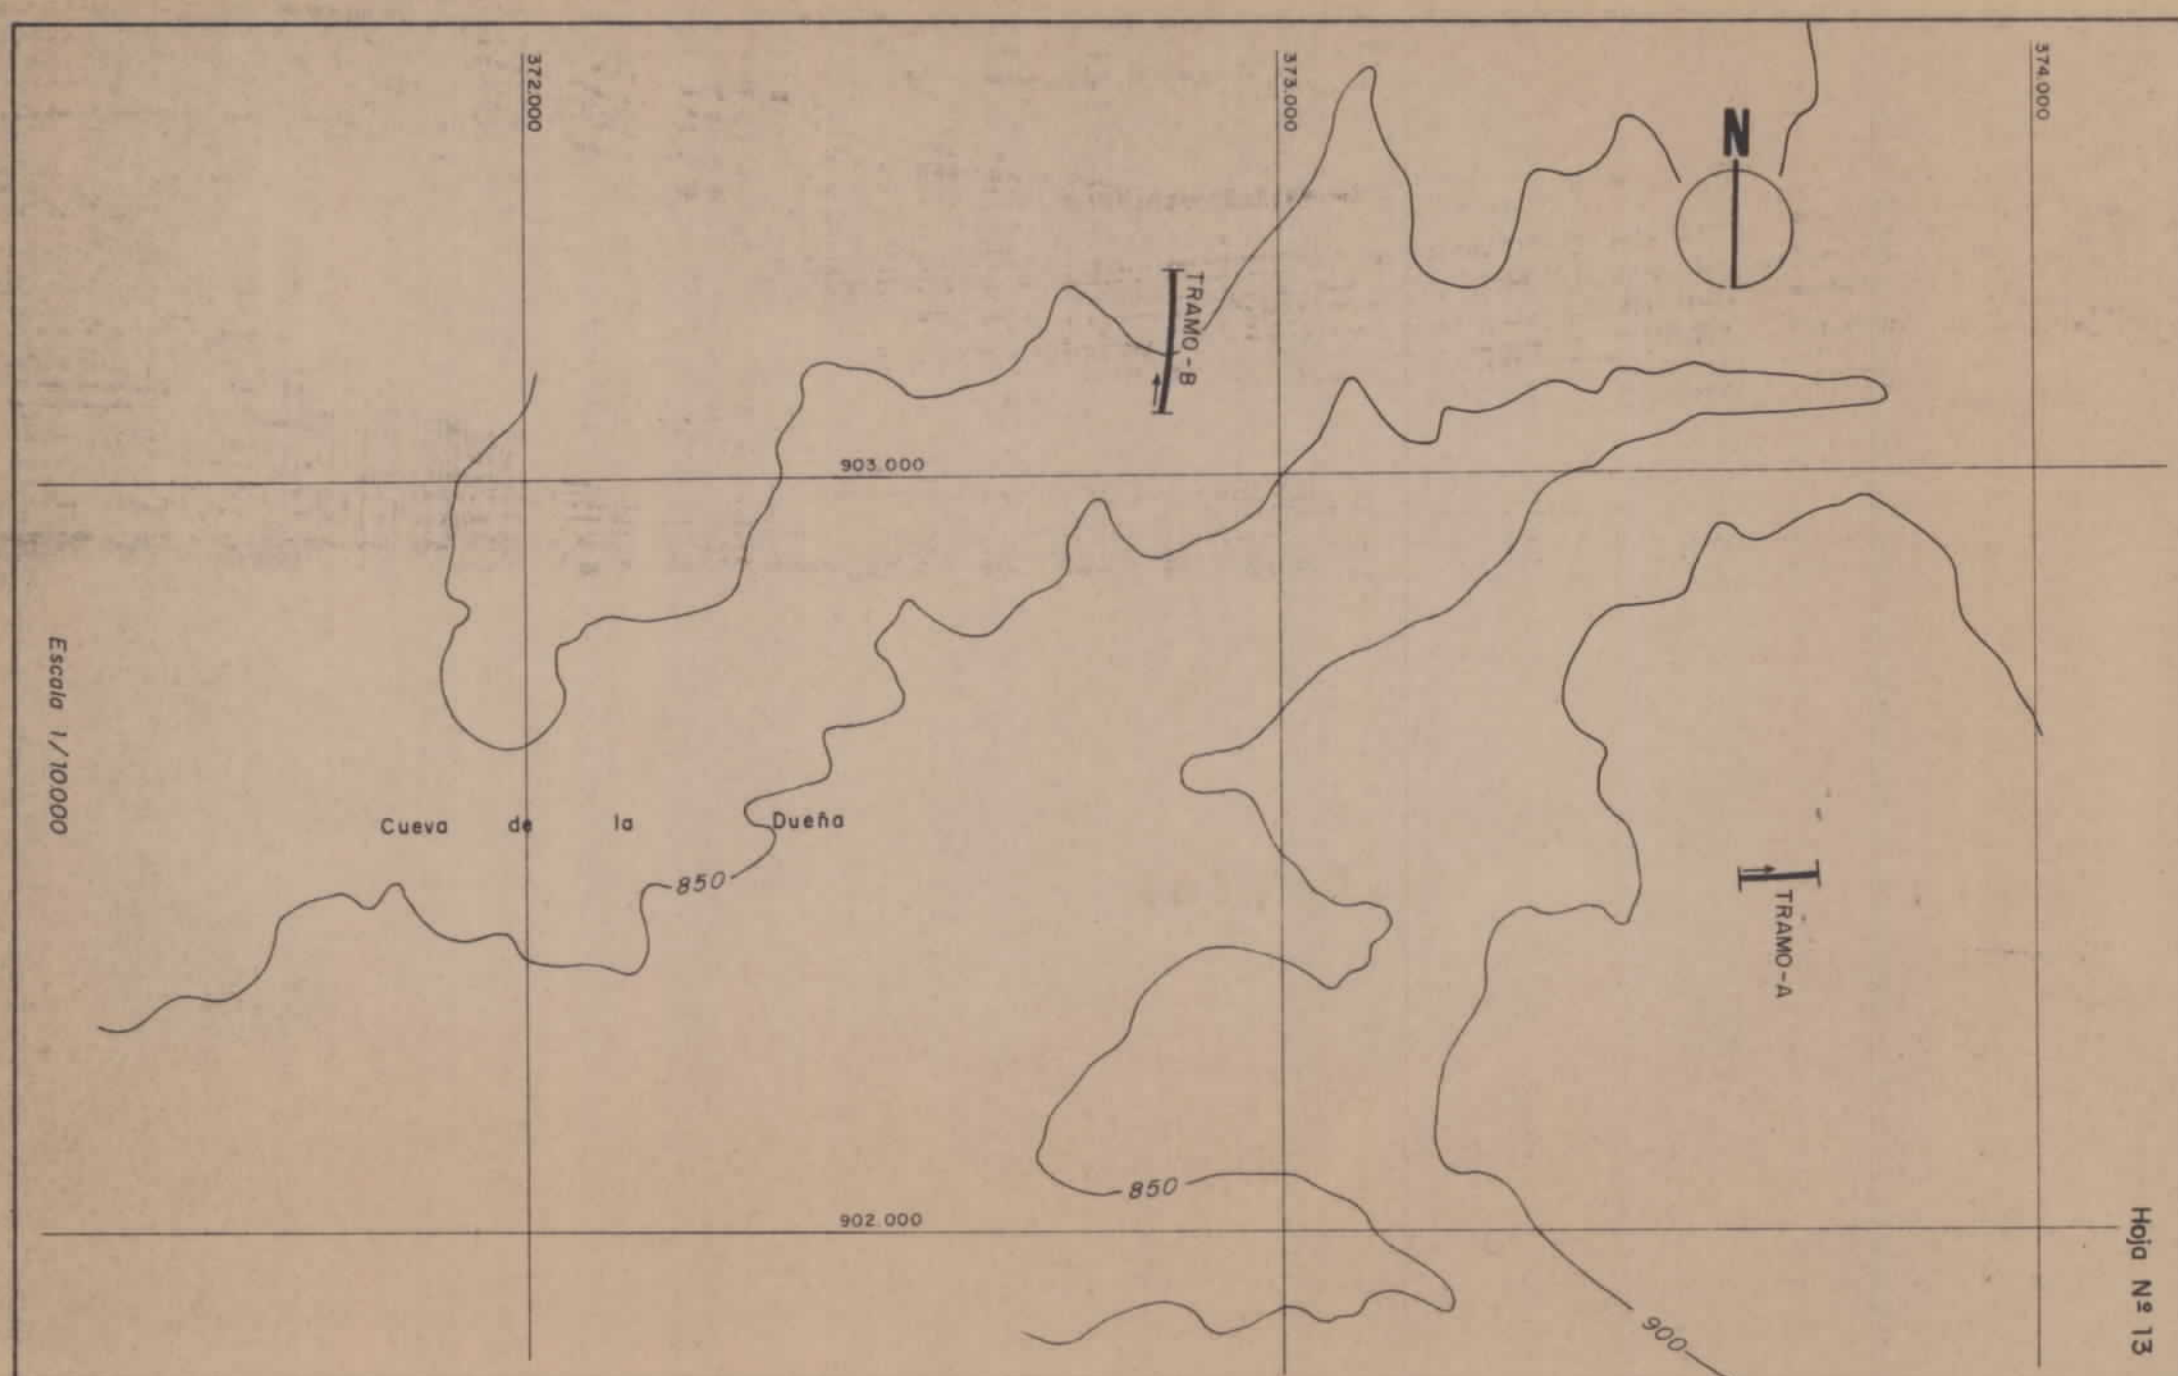 372.000
373.000
374.000
N
TRAMO-B
903.000
Escala 1/10000
Cueva de la Dueña
850
TRAMO-A
850
902.000
Hoja Nº 13
900